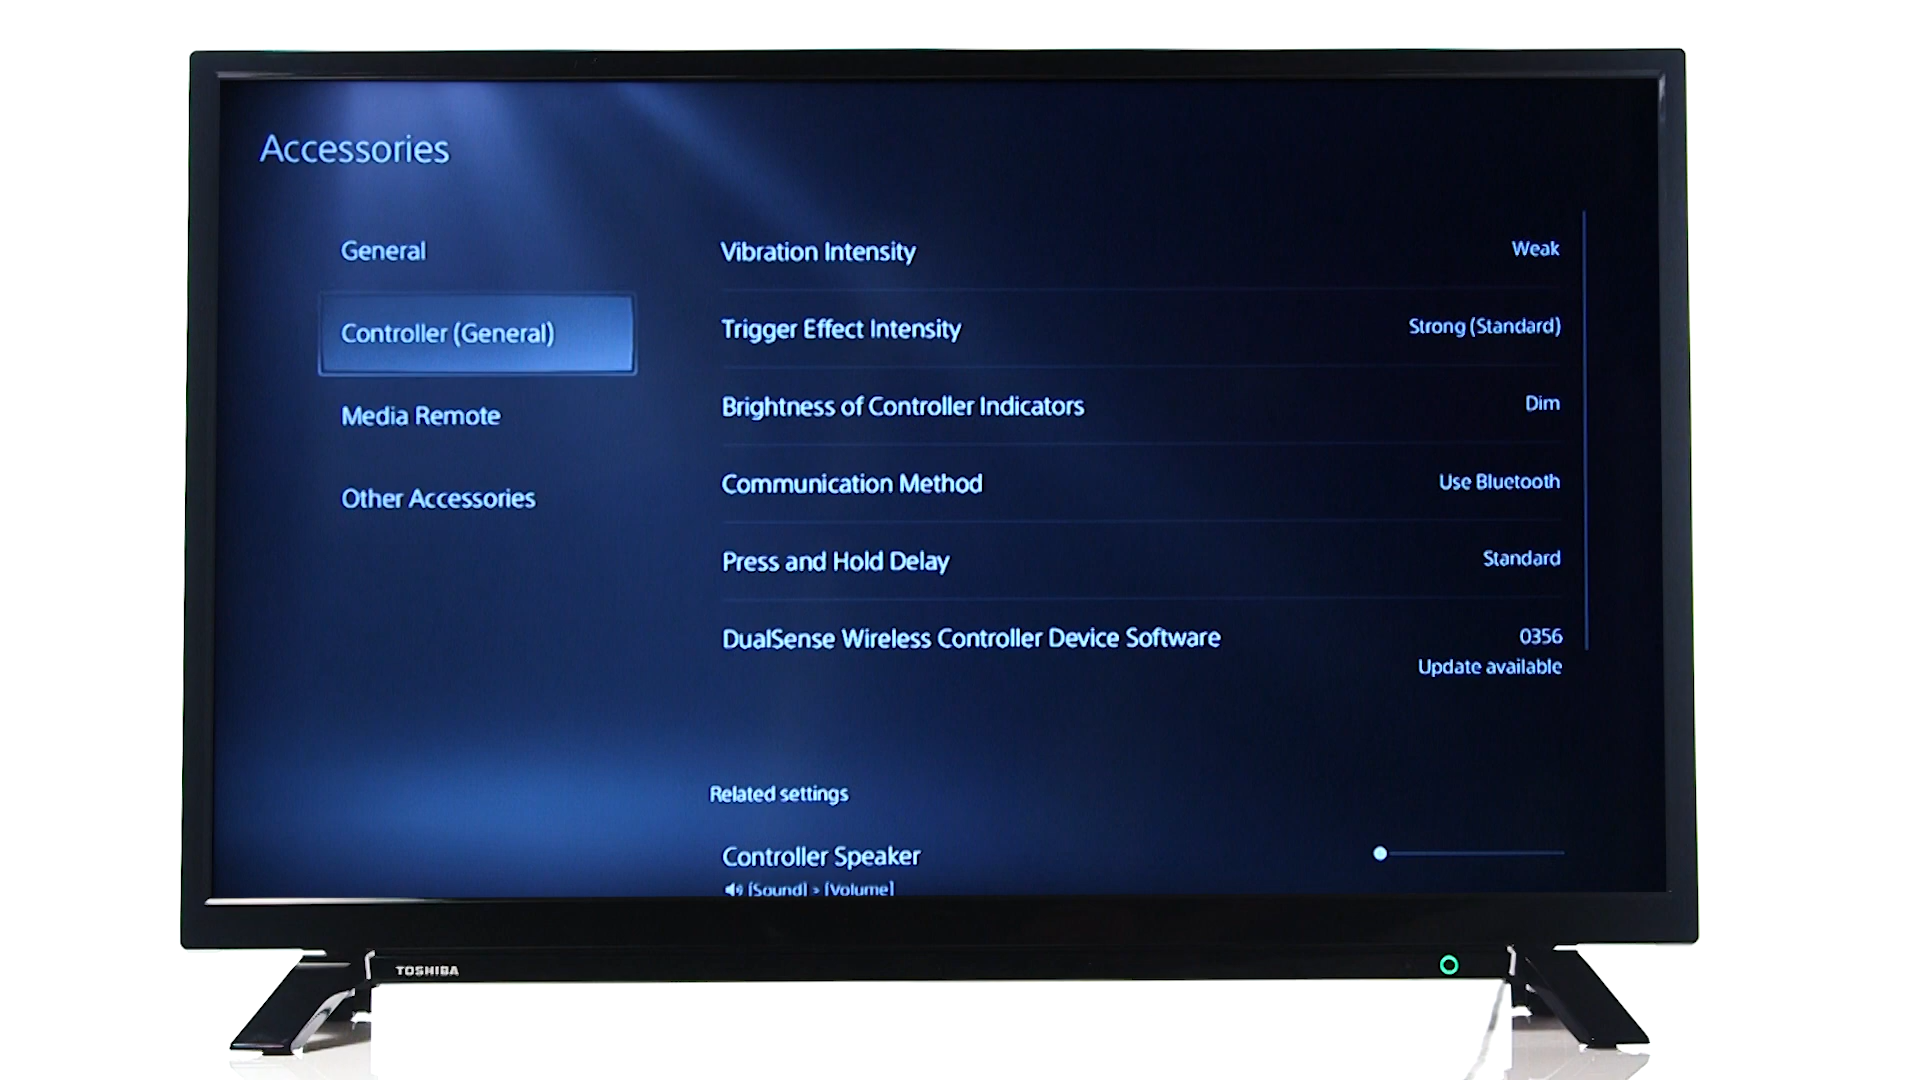 Accessories
General
Controller (General)
Media Remote
Other Accessories
Vibration Intensity Weak
Trigger Effect Intensity Strong (Standard)
Brightness of Controller Indicators Dim
Communication Method Use Bluetooth
Press and Hold Delay Standard
DualSense Wireless Controller Device Software 0356
Update available
Related settings
Controller Speaker
[Sound] > [Volume]
TOSHIBA